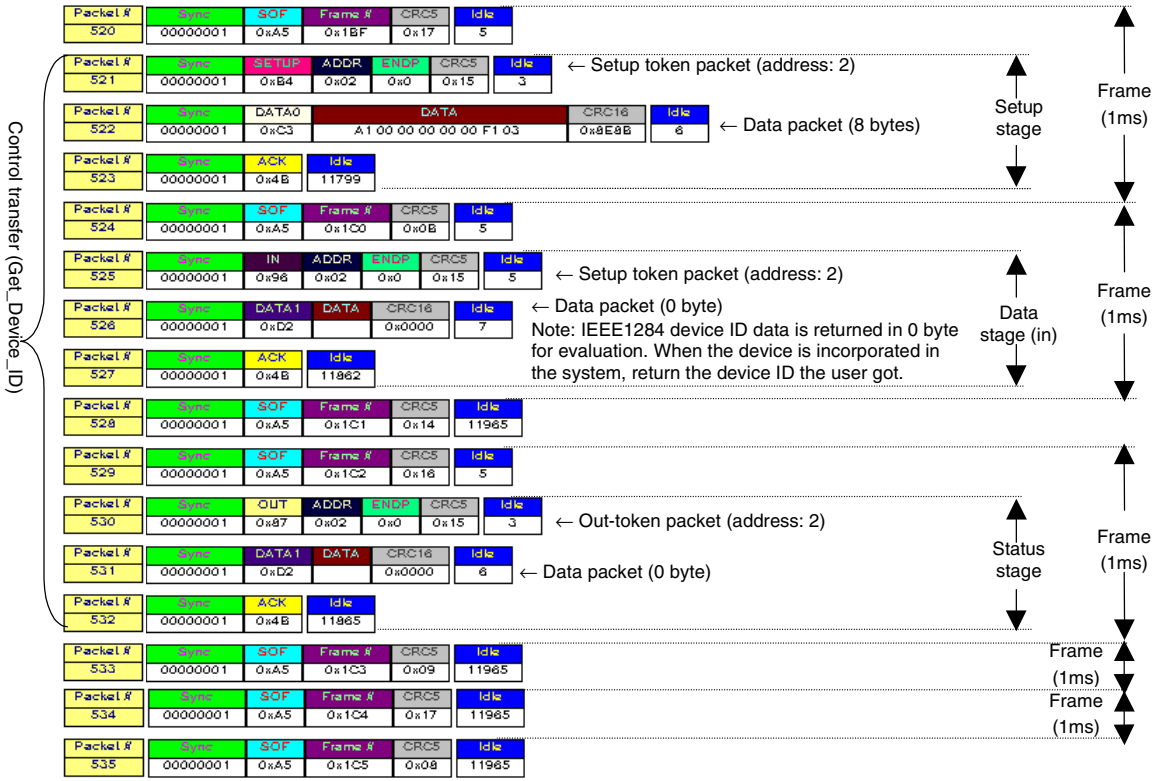 Packet # Sync SOF Frame # CRC5 Idle
520 00000001 0xA5 0x1BF 0x17 5
Packet # Sync SETUP ADDR ENDP CRC5 Idle
521 00000001 0xB4 0x02 0x0 0x15 3
← Setup token packet (address: 2)
Packet # Sync DATA0 DATA CRC16 Idle
522 00000001 0xC3 A1 00 00 00 00 00 F1 03 0x8E8B 6
← Data packet (8 bytes)
Packet # Sync ACK Idle
523 00000001 0x4B 11799
Setup
stage
Frame
(1ms)
Packet # Sync SOF Frame # CRC5 Idle
524 00000001 0xA5 0x1C0 0x0B 5
Packet # Sync IN ADDR ENDP CRC5 Idle
525 00000001 0x96 0x02 0x0 0x15 5
← Setup token packet (address: 2)
Packet # Sync DATA1 DATA CRC16 Idle
526 00000001 0xD2 0x0000 7
← Data packet (0 byte)
Note: IEEE1284 device ID data is returned in 0 byte
for evaluation. When the device is incorporated in
the system, return the device ID the user got.
Packet # Sync ACK Idle
527 00000001 0x4B 11862
Data
stage (in)
Frame
(1ms)
Control transfer (Get_Device_ID)
Packet # Sync SOF Frame # CRC5 Idle
528 00000001 0xA5 0x1C1 0x14 11965
Packet # Sync SOF Frame # CRC5 Idle
529 00000001 0xA5 0x1C2 0x16 5
Packet # Sync OUT ADDR ENDP CRC5 Idle
530 00000001 0x87 0x02 0x0 0x15 3
← Out-token packet (address: 2)
Packet # Sync DATA1 DATA CRC16 Idle
531 00000001 0xD2 0x0000 6
← Data packet (0 byte)
Packet # Sync ACK Idle
532 00000001 0x4B 11865
Status
stage
Frame
(1ms)
Packet # Sync SOF Frame # CRC5 Idle
533 00000001 0xA5 0x1C3 0x09 11965
Frame
(1ms)
Packet # Sync SOF Frame # CRC5 Idle
534 00000001 0xA5 0x1C4 0x17 11965
Frame
(1ms)
Packet # Sync SOF Frame # CRC5 Idle
535 00000001 0xA5 0x1C5 0x08 11965